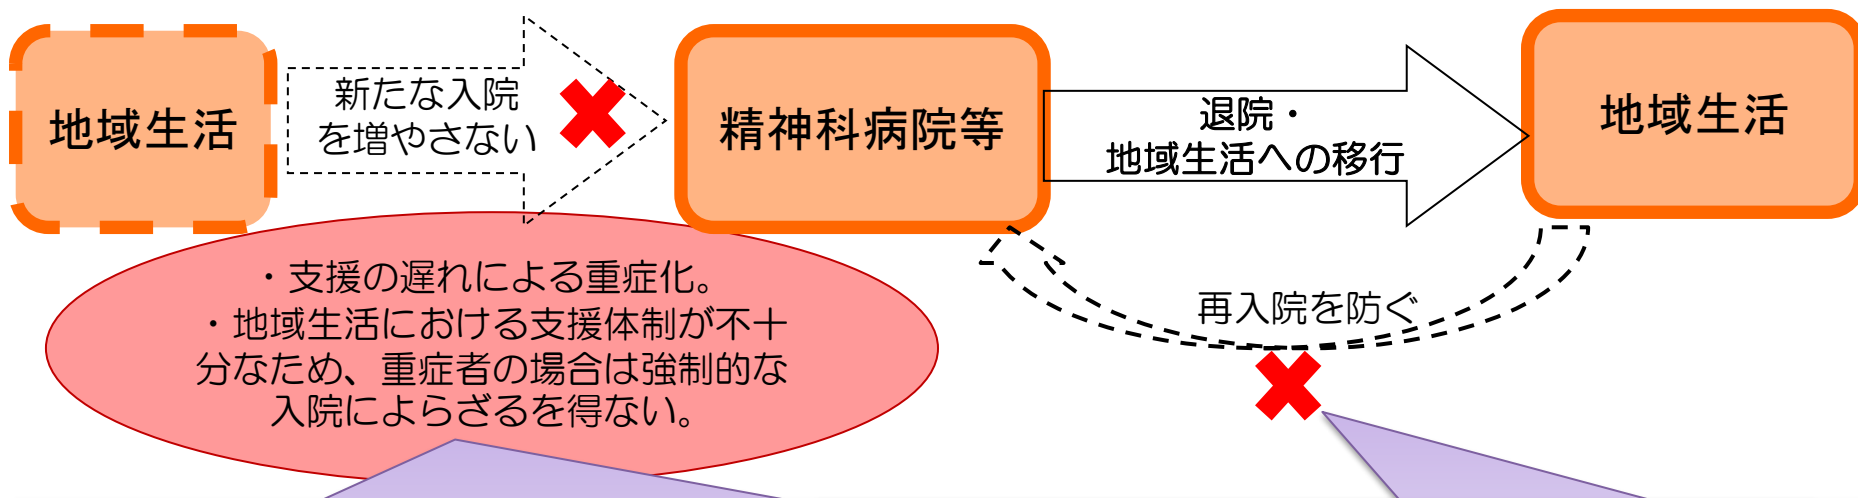 地域生活
新たな入院
を増やさない
精神科病院等
退院・
地域生活への移行
地域生活
・支援の遅れによる重症化。
・地域生活における支援体制が不十
分なため、重症者の場合は強制的な
入院によらざるを得ない。
再入院を防ぐ